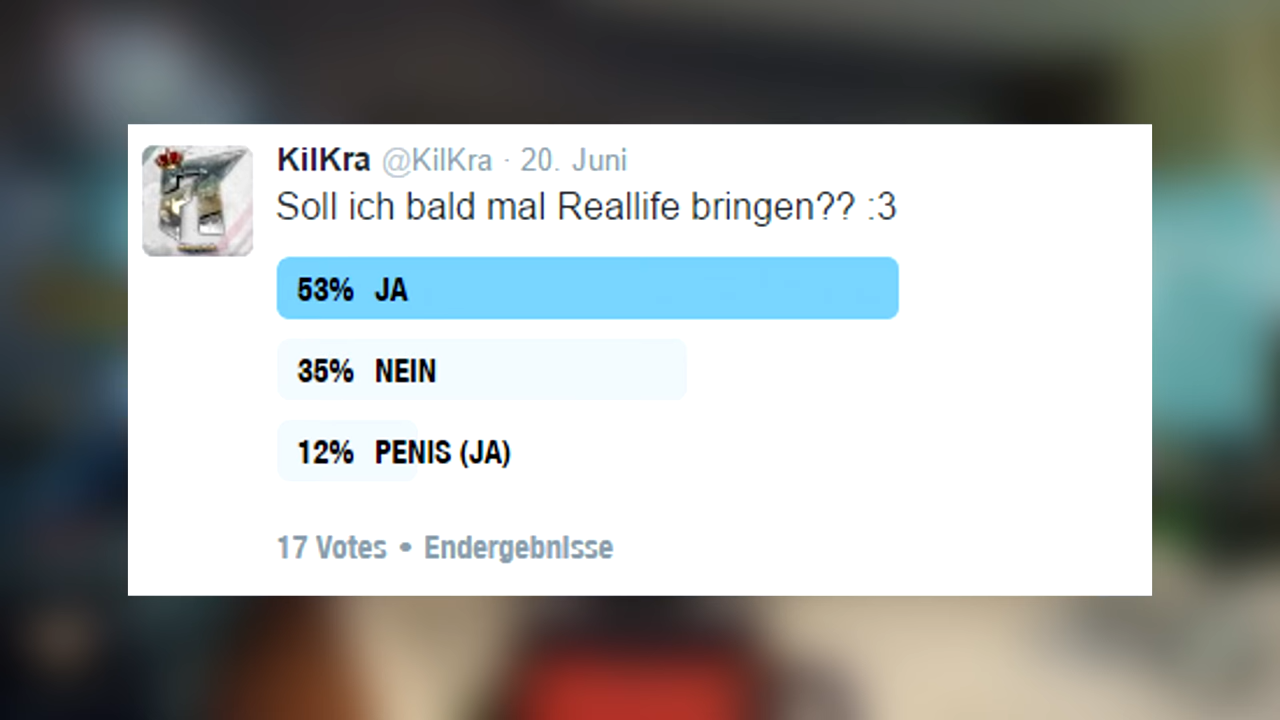 KilKra @KilKra · 20. Juni
Soll ich bald mal Reallife bringen?? :3
53% JA
35% NEIN
12% PENIS (JA)
17 Votes • Endergebnisse